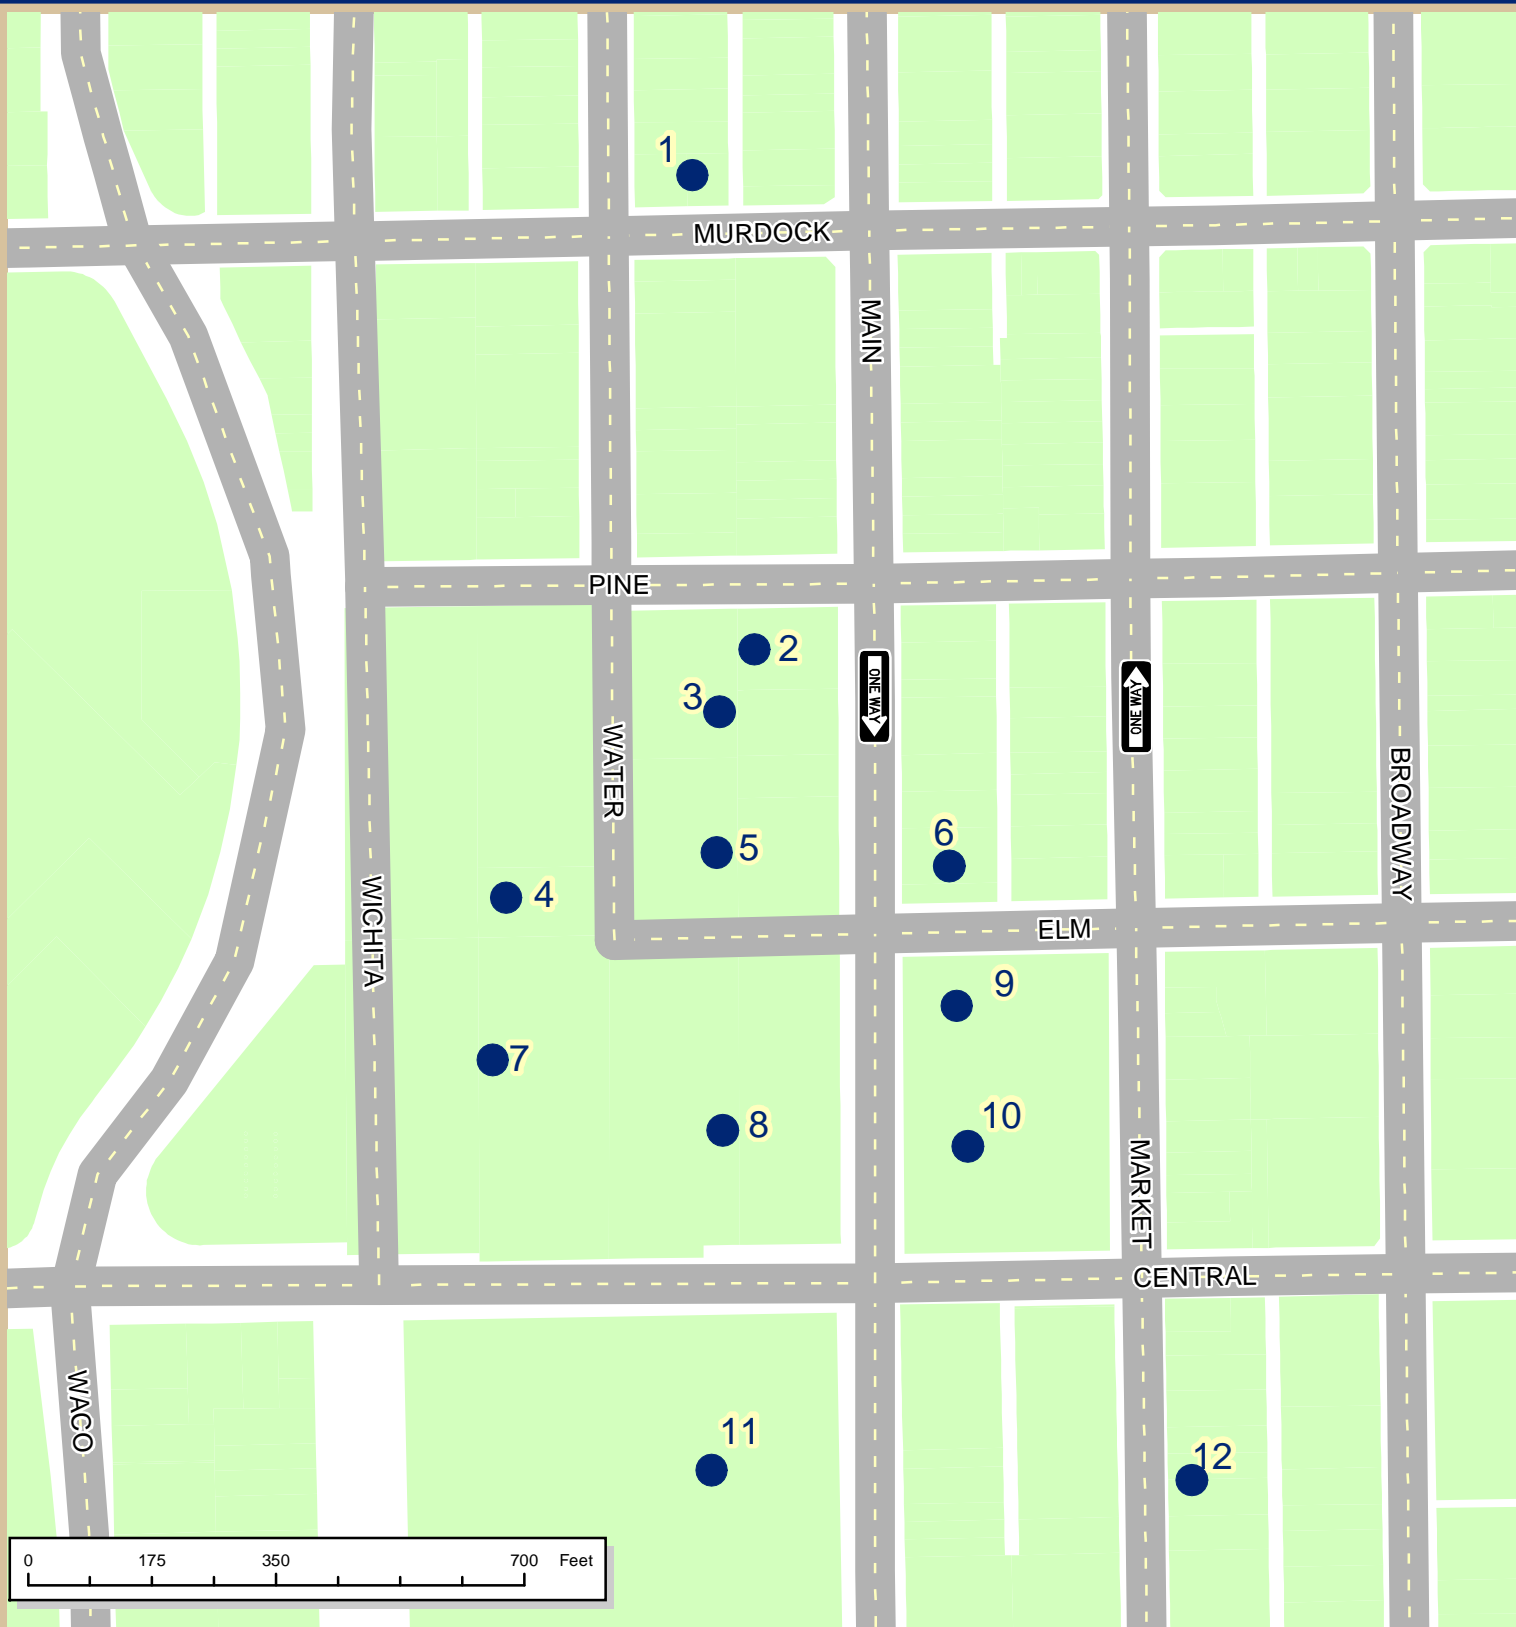 1
MURDOCK
MAIN
PINE
2
3
ONE WAY
ONE WAY
WATER
BROADWAY
5
6
4
WICHITA
ELM
9
7
10
8
MARKET
CENTRAL
WACO
11
12
0 175 350 700 Feet